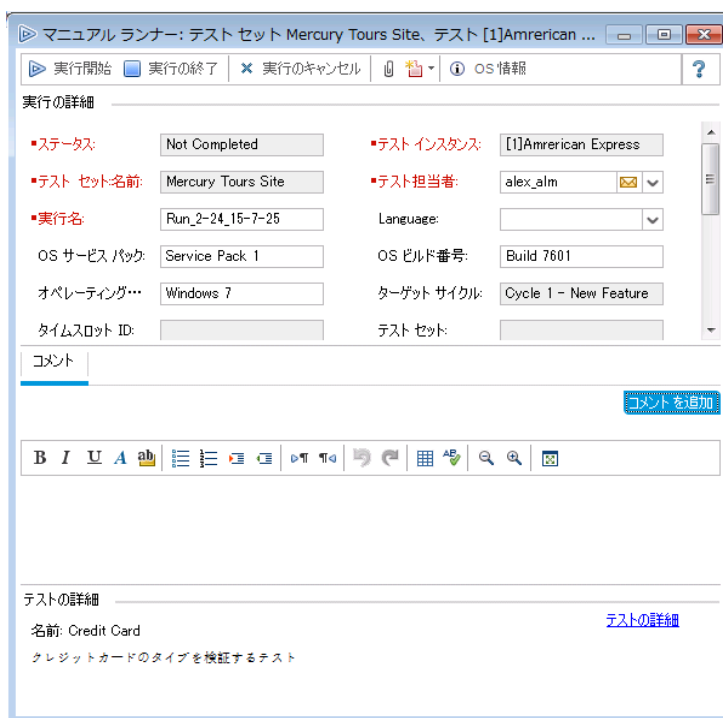 マニュアル ランナー: テスト セット Mercury Tours Site、テスト [1]Amrerican ...
実行開始 実行の終了 実行のキャンセル OS 情報 ?
実行の詳細
ステータス: Not Completed テスト インスタンス: [1]Amrerican Express
テスト セット:名前: Mercury Tours Site テスト担当者: alex_alm
実行名: Run_2-24_15-7-25 Language:
OS サービス パック: Service Pack 1 OS ビルド番号: Build 7601
オペレーティング… Windows 7 ターゲット サイクル: Cycle 1 - New Feature
タイムスロット ID: テスト セット:
コメント
コメントを追加
B I U A ab
テストの詳細
テストの詳細
名前: Credit Card
クレジットカードのタイプを検証するテスト